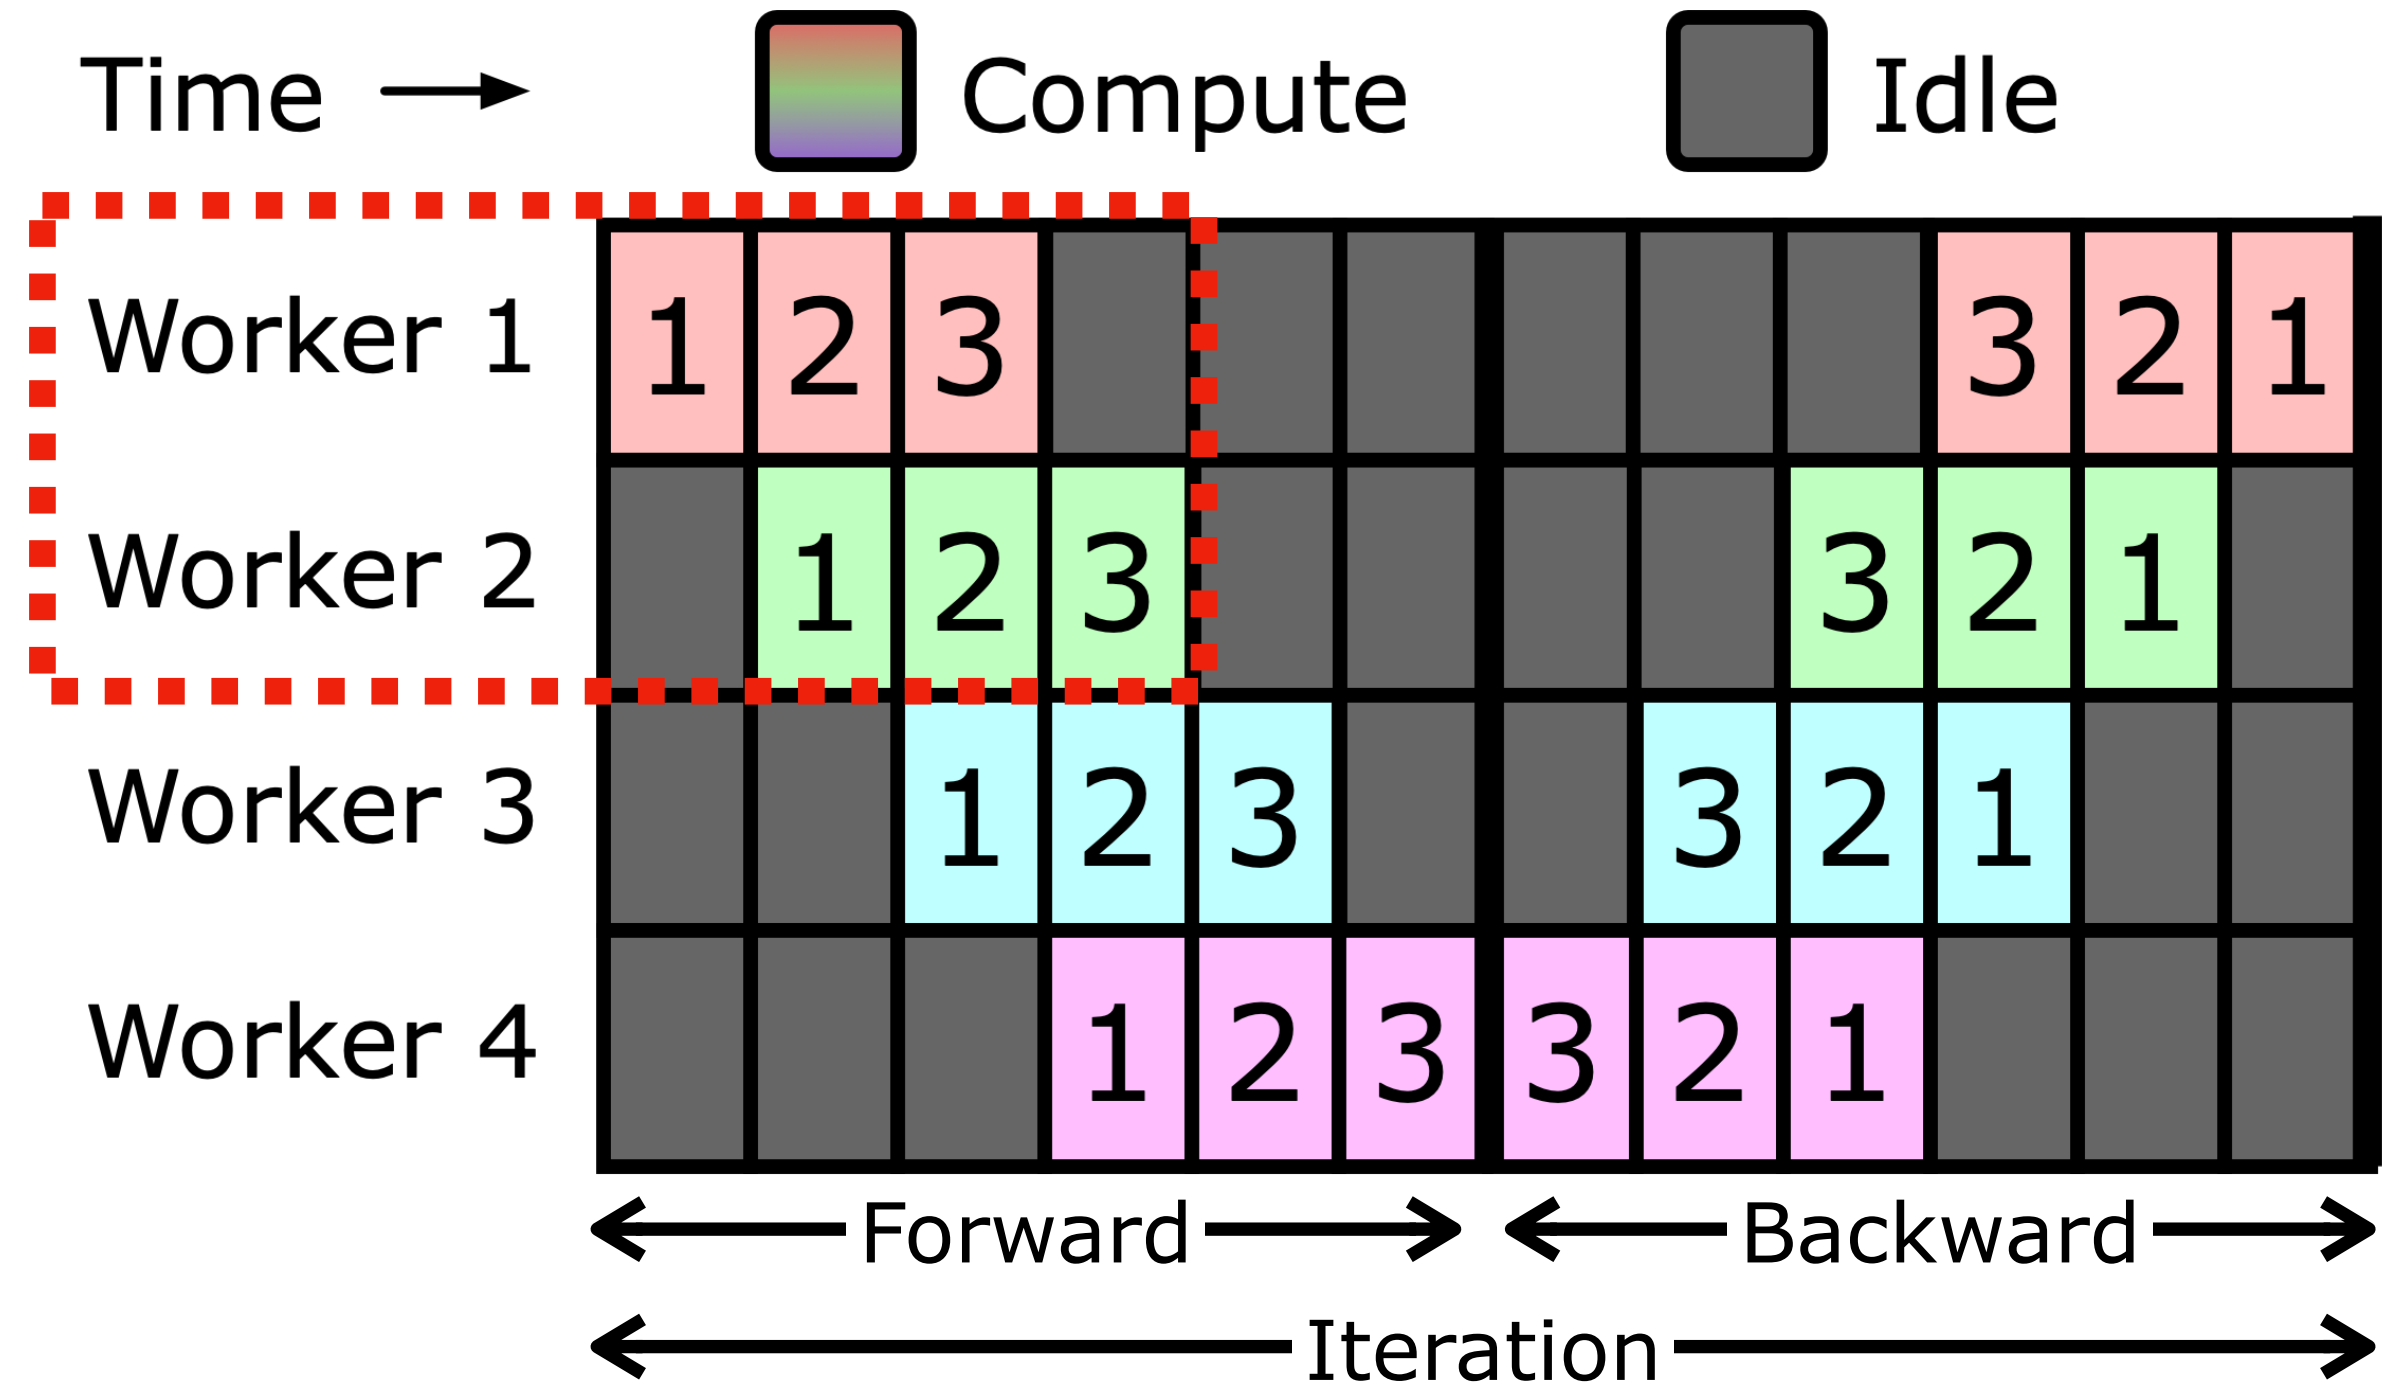 Time Compute Idle
Worker 1 1 2 3 3 2 1
Worker 2 1 2 3 3 2 1
Worker 3 1 2 3 3 2 1
Worker 4 1 2 3 3 2 1
Forward Backward
Iteration